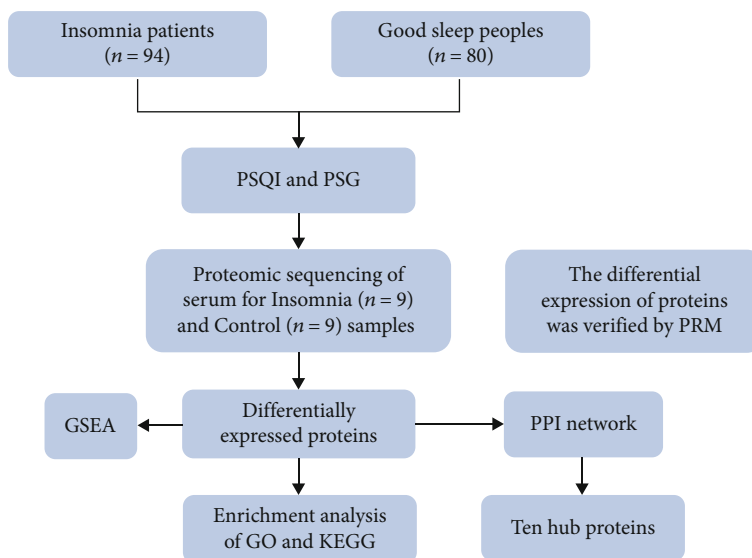 Insomnia patients
(n = 94)
Good sleep peoples
(n = 80)
PSQI and PSG
Proteomic sequencing of
serum for Insomnia (n = 9)
and Control (n = 9) samples
The differential
expression of proteins
was verified by PRM
GSEA
Differentially
expressed proteins
PPI network
Enrichment analysis
of GO and KEGG
Ten hub proteins